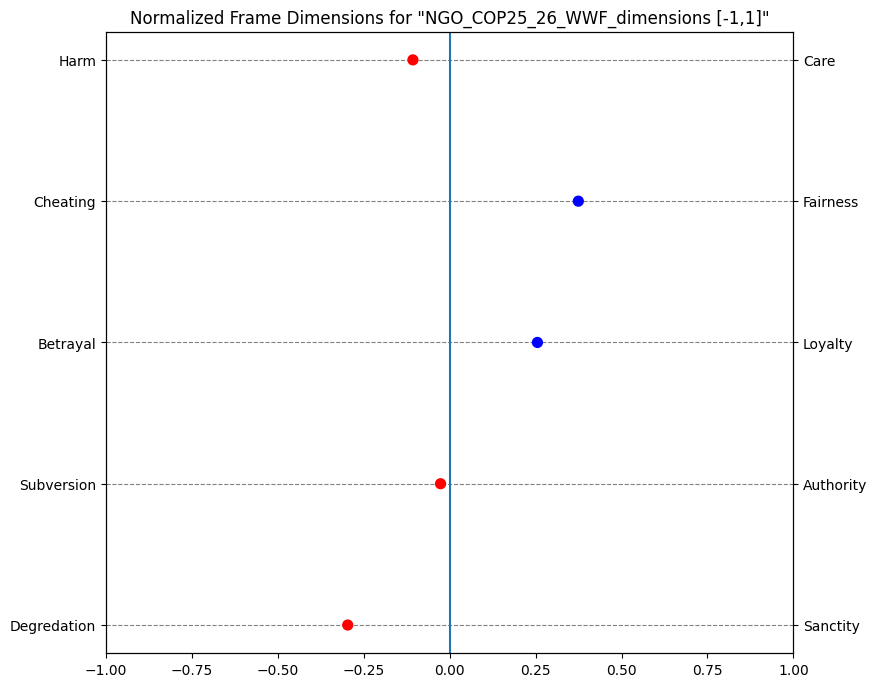 Normalized Frame Dimensions for "NGO_COP25_26_WWF_dimensions [-1,1]"
Harm Care
Cheating Fairness
Betrayal Loyalty
Subversion Authority
Degredation Sanctity
−1.00 −0.75 −0.50 −0.25 0.00 0.25 0.50 0.75 1.00